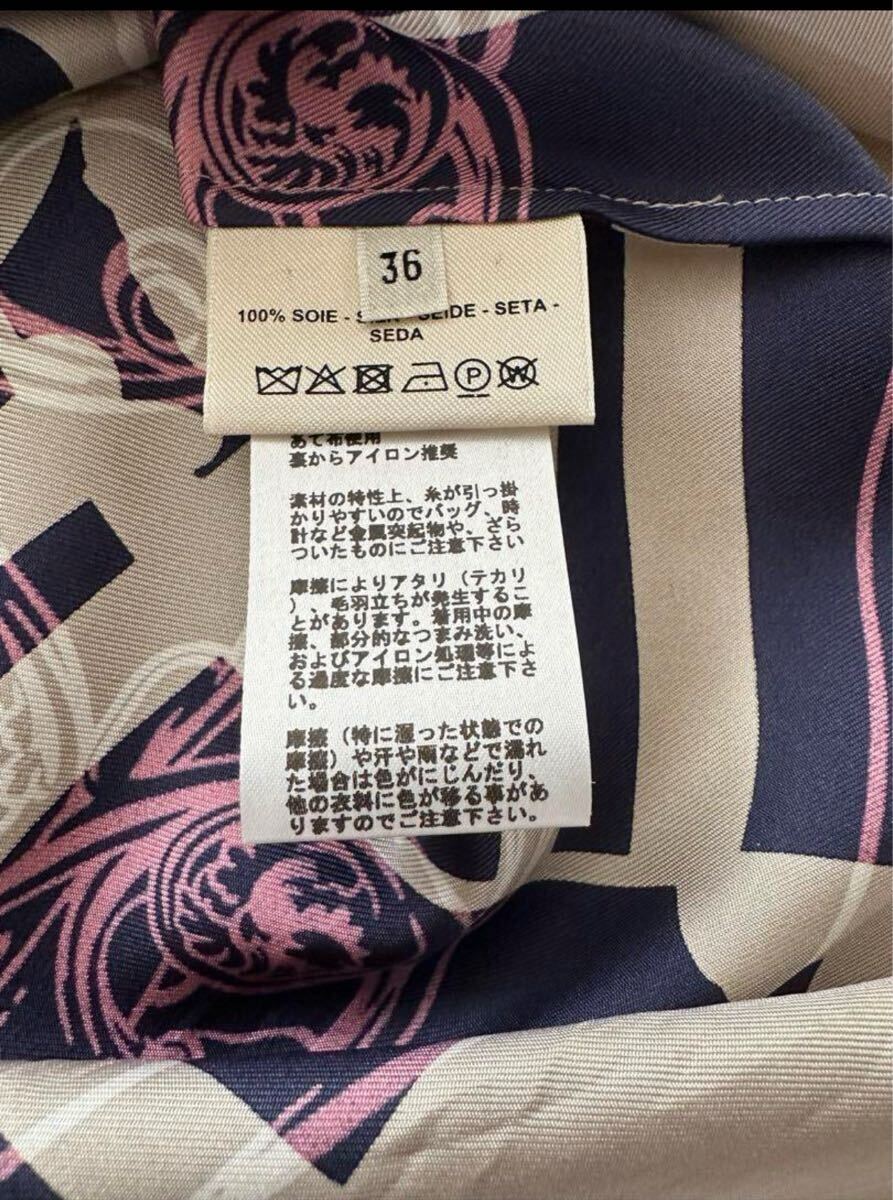 36
100% SOIE - SILK - SEIDE - SETA -
SEDA
P
W
あて布使用
裏からアイロン推奨
素材の特性上、糸が引っ掛
かりやすいのでバッグ、時
計など金属突起物や、ざら
ついたものにご注意下さい
摩擦によりアタリ（テカリ
）、毛羽立ちが発生するこ
とがあります。着用中の摩
擦、部分的なつまみ洗い、
およびアイロン処理等によ
る過度な摩擦にご注意下さ
い。
摩擦（特に湿った状態での
摩擦）や汗や雨などで濡れ
た場合は色がにじんだり、
他の衣料に色が移る事があ
りますのでご注意下さい。